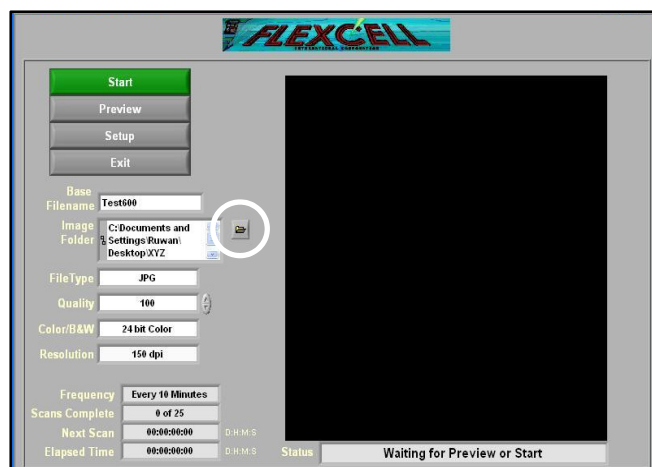 FLEXCELL
INTERNATIONAL CORPORATION
Start
Preview
Setup
Exit
Base
Filename Test600
Image
Folder C:Documents and
Settings\Ruwan\
Desktop\XYZ
FileType JPG
Quality 100
Color/B&W 24 bit Color
Resolution 150 dpi
Frequency Every 10 Minutes
Scans Complete 0 of 25
Next Scan 00:00:00:00 D:H:M:S
Elapsed Time 00:00:00:00 D:H:M:S
Status Waiting for Preview or Start